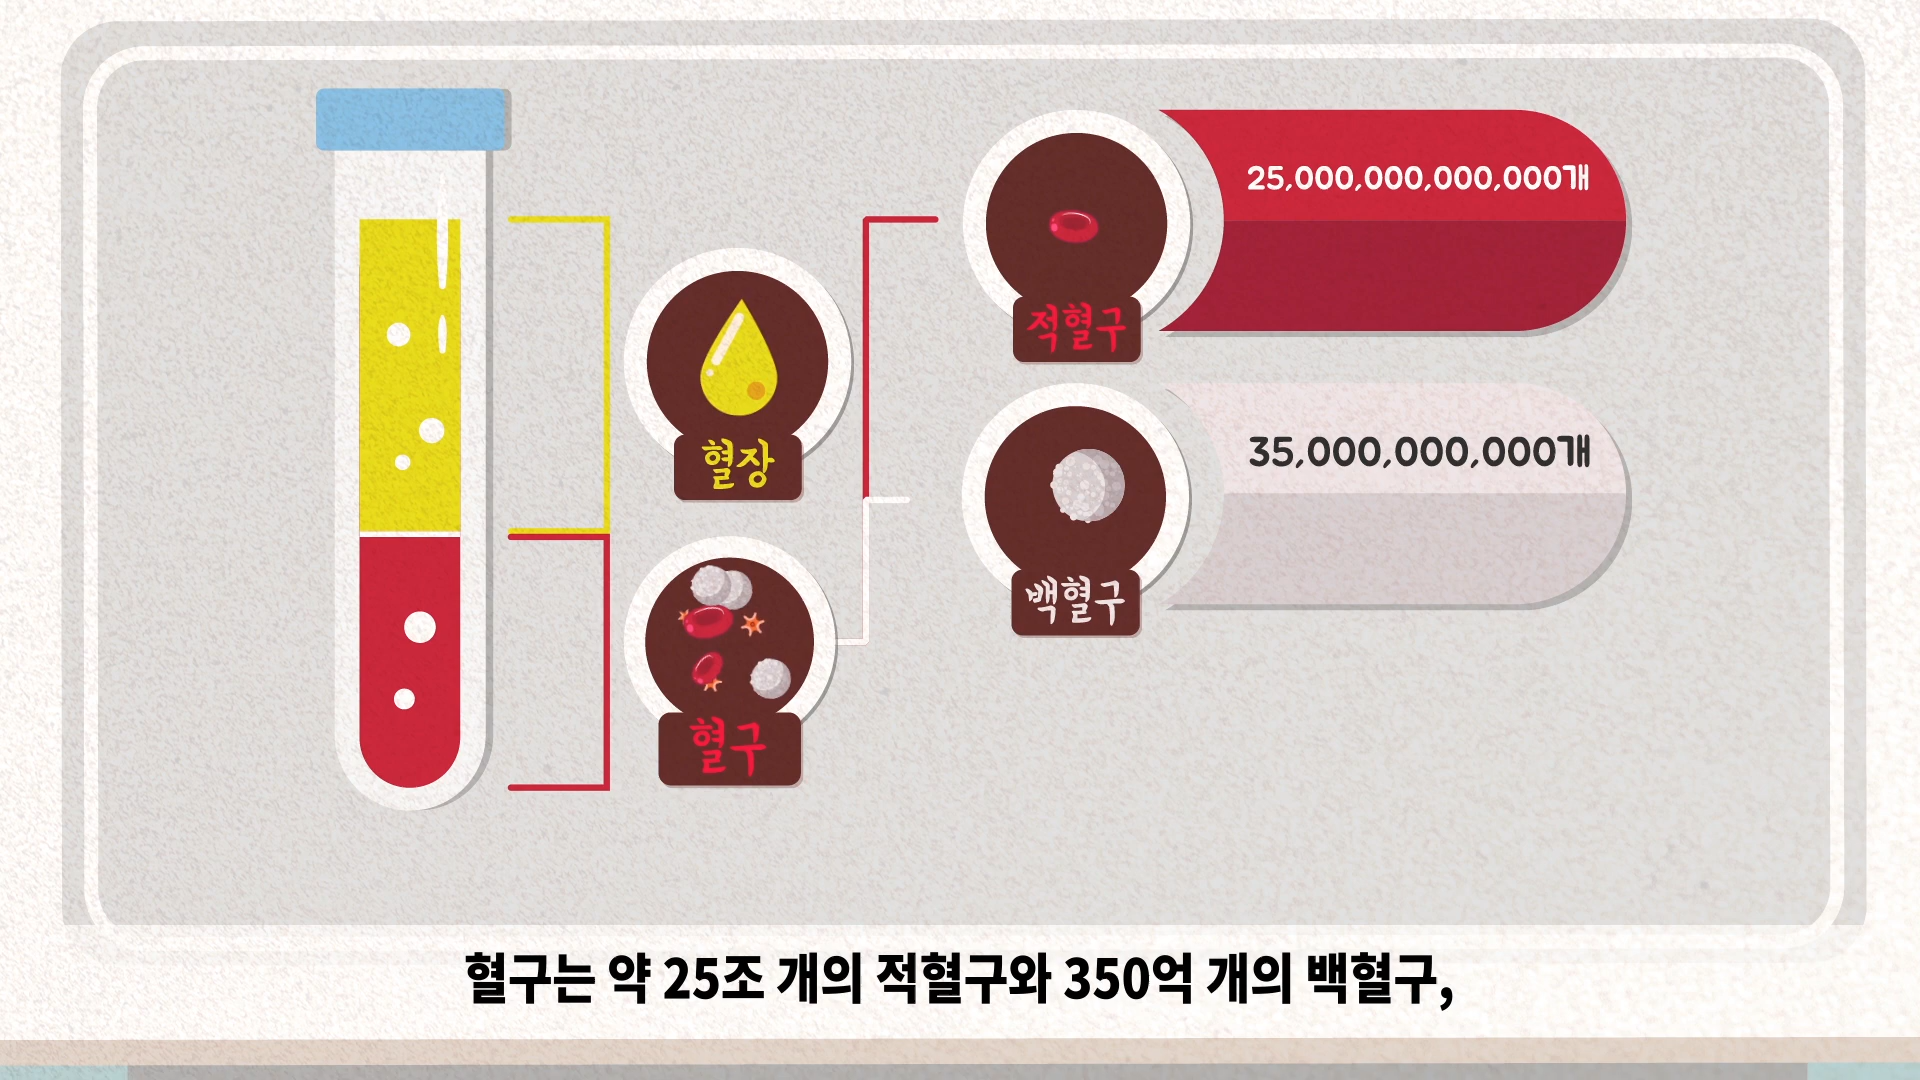 25,000,000,000,000개
적혈구
35,000,000,000개
혈장
백혈구
혈구
혈구는 약 25조 개의 적혈구와 350억 개의 백혈구,